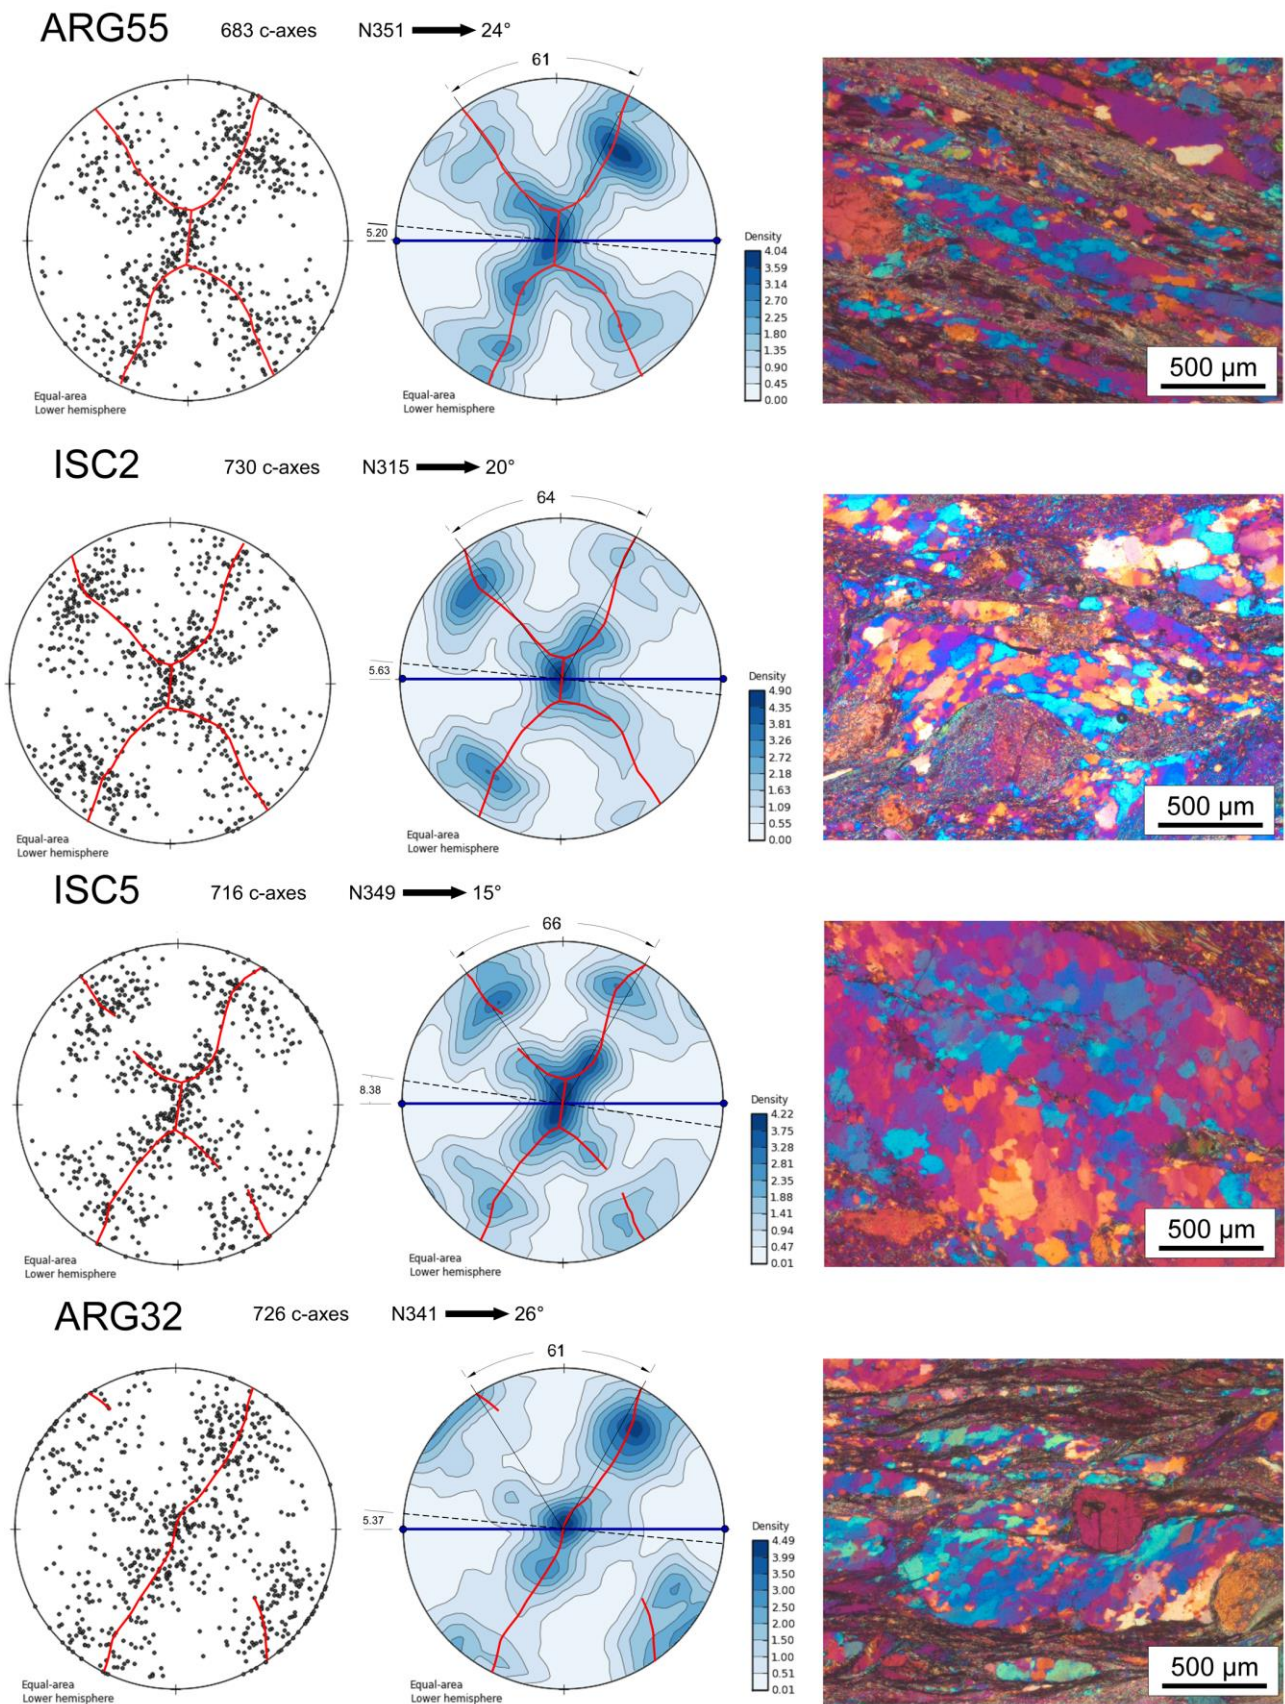 ARG55 683 c-axes N351 24°
61
5.20
Density
4.04
3.59
3.14
2.70
2.25
1.80
1.35
0.90
0.45
0.00
Equal-area
Lower hemisphere
Equal-area
Lower hemisphere
500 µm
ISC2 730 c-axes N315 20°
64
5.63
Density
4.90
4.35
3.81
3.26
2.72
2.18
1.63
1.09
0.55
0.00
Equal-area
Lower hemisphere
Equal-area
Lower hemisphere
500 µm
ISC5 716 c-axes N349 15°
66
8.38
Density
4.22
3.75
3.28
2.81
2.35
1.88
1.41
0.94
0.47
0.01
Equal-area
Lower hemisphere
Equal-area
Lower hemisphere
500 µm
ARG32 726 c-axes N341 26°
61
5.37
Density
4.49
3.99
3.50
3.00
2.50
2.00
1.50
1.00
0.51
0.01
Equal-area
Lower hemisphere
Equal-area
Lower hemisphere
500 µm